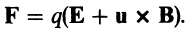 F = q(E + u × B).